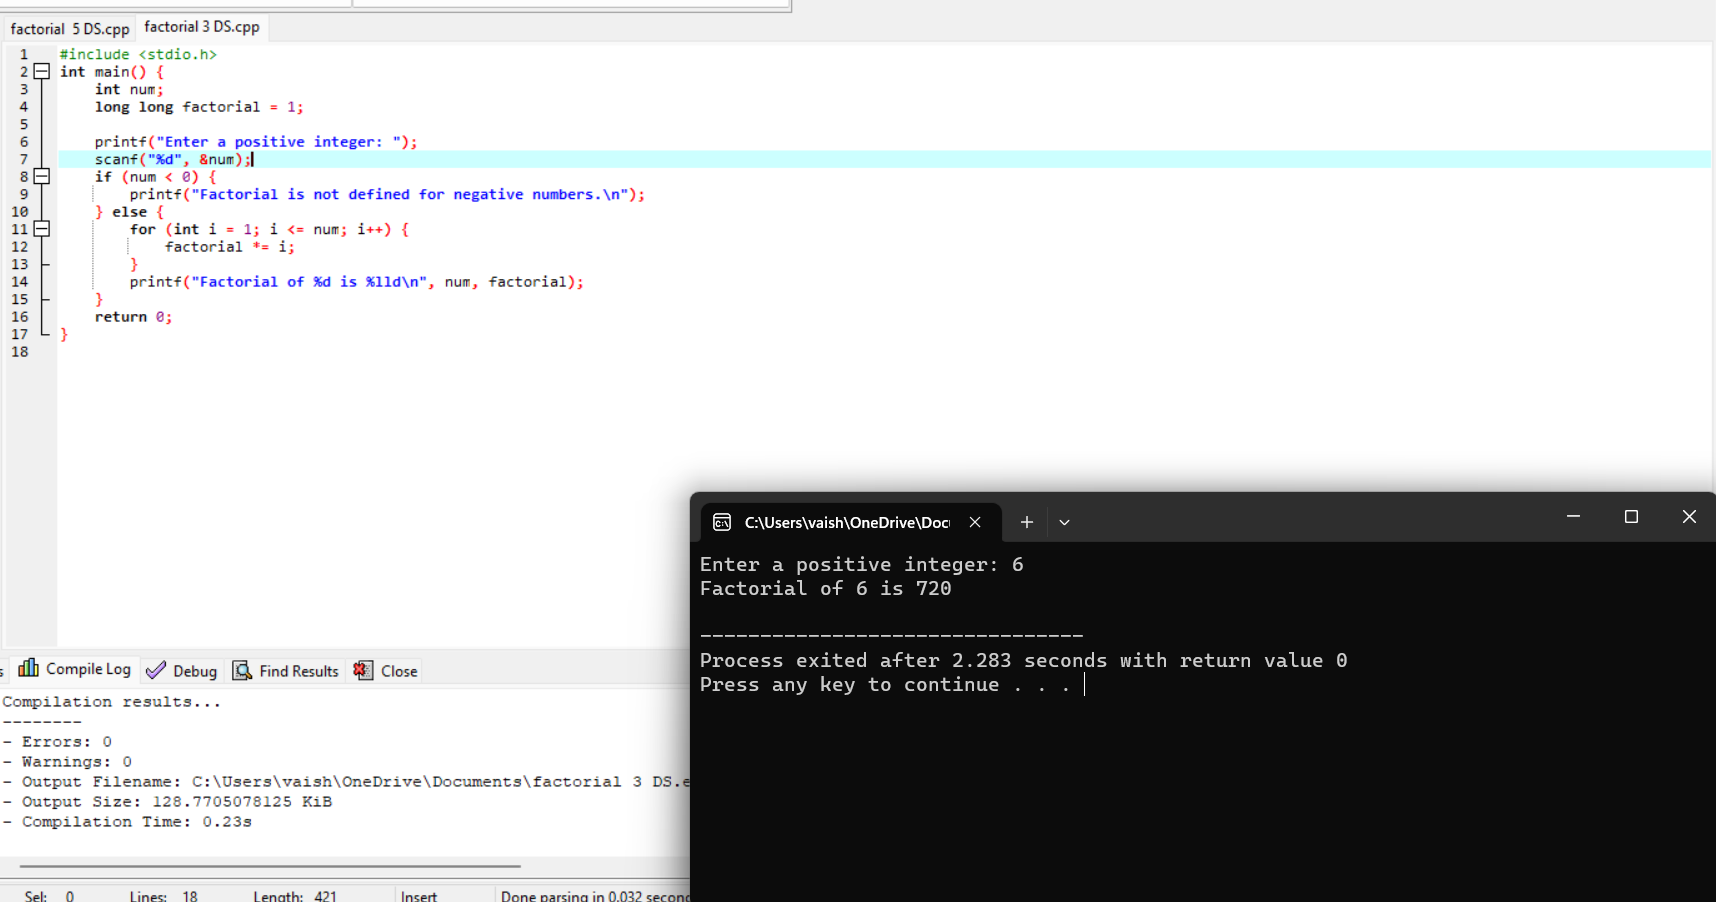 factorial  5 DS.cpp factorial 3 DS.cpp
1 #include <stdio.h>
2 int main() {
3     int num;
4     long long factorial = 1;
5
6     printf("Enter a positive integer: ");
7     scanf("%d", &num);
8     if (num < 0) {
9         printf("Factorial is not defined for negative numbers.\n");
10     } else {
11         for (int i = 1; i <= num; i++) {
12             factorial *= i;
13         }
14         printf("Factorial of %d is %lld\n", num, factorial);
15     }
16     return 0;
17 }
18
C:\Users\vaish\OneDrive\Doc
Enter a positive integer: 6
Factorial of 6 is 720
--------------------------------
Process exited after 2.283 seconds with return value 0
Press any key to continue . . .
Compile Log Debug Find Results Close
Compilation results...
--------
- Errors: 0
- Warnings: 0
- Output Filename: C:\Users\vaish\OneDrive\Documents\factorial 3 DS.e
- Output Size: 128.7705078125 KiB
- Compilation Time: 0.23s
Sel: 0 Lines: 18 Length: 421 Insert Done parsing in 0.032 secon